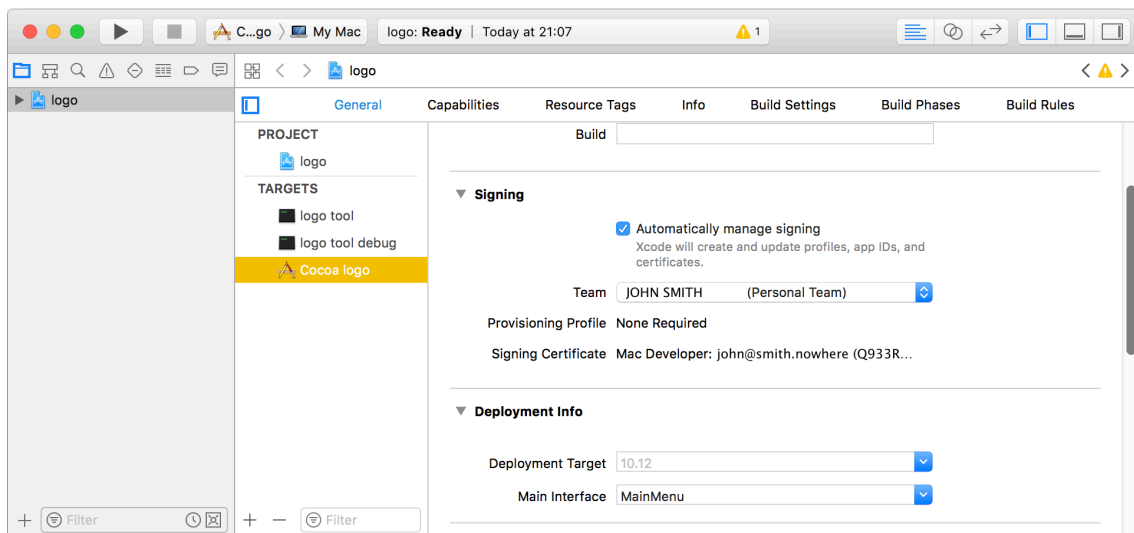 C...go 〉 My Mac
logo: Ready | Today at 21:07
1
logo
logo
General Capabilities Resource Tags Info Build Settings Build Phases Build Rules
PROJECT
logo
TARGETS
logo tool
logo tool debug
Cocoa logo
Filter
Filter
Build
Signing
Automatically manage signing
Xcode will create and update profiles, app IDs, and
certificates.
Team JOHN SMITH (Personal Team)
Provisioning Profile None Required
Signing Certificate Mac Developer: john@smith.nowhere (Q933R...
Deployment Info
Deployment Target 10.12
Main Interface MainMenu